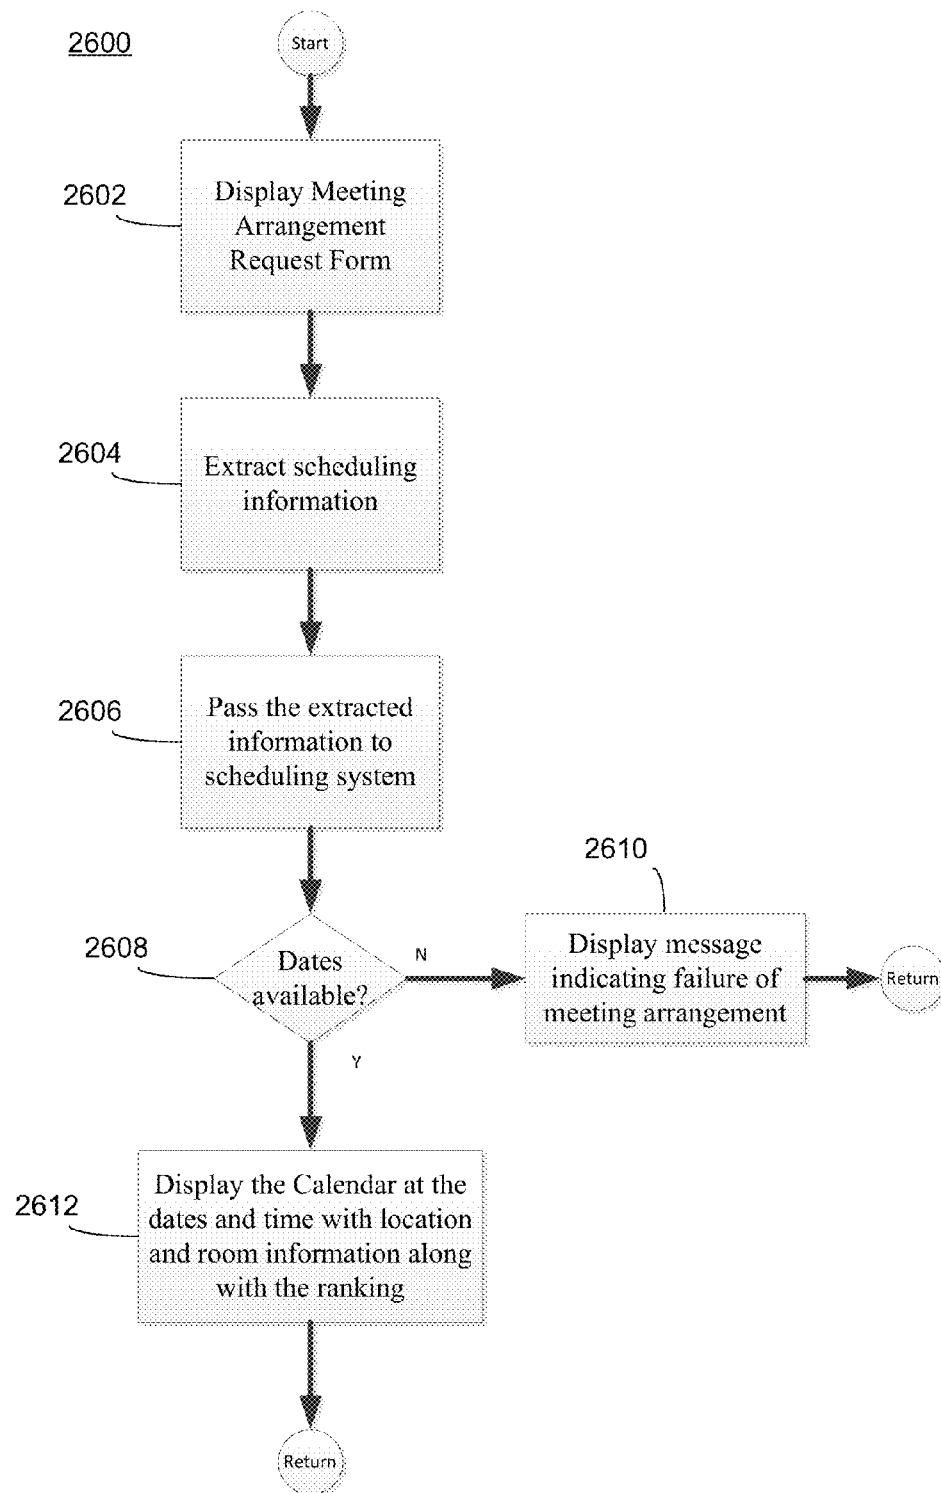 2600
Start
2602
Display Meeting
Arrangement
Request Form
2604
Extract scheduling
information
2606
Pass the extracted
information to
scheduling system
2608
Dates
available?
N
2610
Display message
indicating failure of
meeting arrangement
Return
Y
2612
Display the Calendar at the
dates and time with location
and room information along
with the ranking
Return